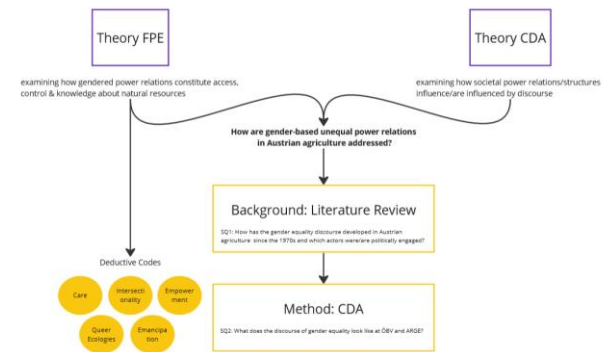 Theory FPE
Theory CDA
examining how gendered power relations constitute access,
control & knowledge about natural resources
examining how societal power relations/structures
influence/are influenced by discourse
How are gender-based unequal power relations
in Austrian agriculture addressed?
Background: Literature Review
SQ1: How has the gender equality discourse developed in Austrian
agriculture since the 1970s and which actors were/are politically engaged?
Deductive Codes
Care
Intersecti
onality
Empower
ment
Queer
Ecologies
Emancipa
tion
Method: CDA
SQ2: What does the discourse of gender equality look like at ÖBV and ARGE?